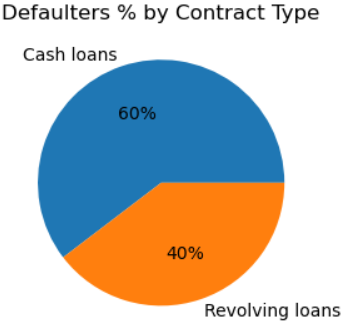 Defaulters % by Contract Type
Cash loans
60%
40%
Revolving loans